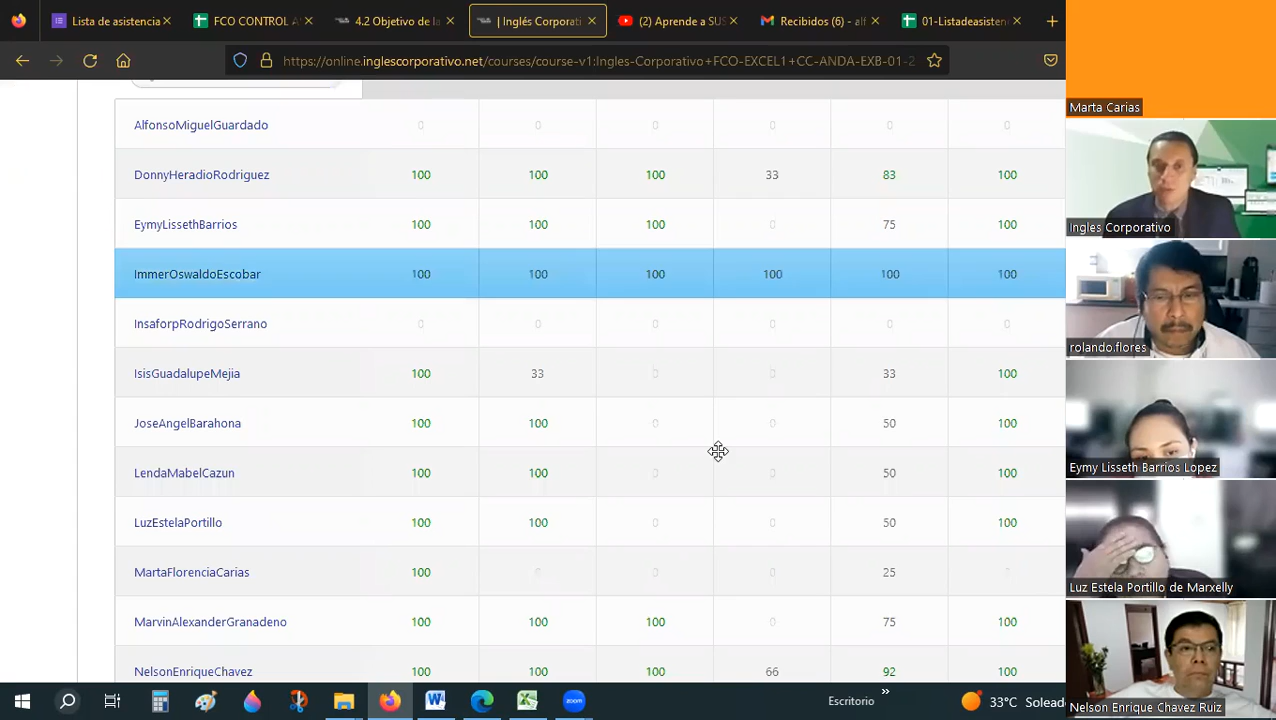 Lista de asistencia
FCO CONTROL A
4.2 Objetivo de la
| Inglés Corporati
(2) Aprende a SUS
Recibidos (6) - alf
01-Listadeasisten
https://online.inglescorporativo.net/courses/course-v1:Ingles-Corporativo+FCO-EXCEL1+CC-ANDA-EXB-01-2
AlfonsoMiguelGuardado 0 0 0 0 0 0
DonnyHeradioRodriguez 100 100 100 33 83 100
EymyLissethBarrios 100 100 100 0 75 100
ImmerOswaldoEscobar 100 100 100 100 100 100
InsaforpRodrigoSerrano 0 0 0 0 0 0
IsisGuadalupeMejia 100 33 0 0 33 100
JoseAngelBarahona 100 100 0 0 50 100
LendaMabelCazun 100 100 0 0 50 100
LuzEstelaPortillo 100 100 0 0 50 100
MartaFlorenciaCarias 100 0 0 0 25
MarvinAlexanderGranadeno 100 100 100 0 75 100
NelsonEnriqueChavez 100 100 100 66 92 100
Marta Carias
Ingles Corporativo
rolando.flores
Eymy Lisseth Barrios Lopez
Luz Estela Portillo de Marxelly
Nelson Enrique Chavez Ruiz
zoom
Escritorio
33°C Solead